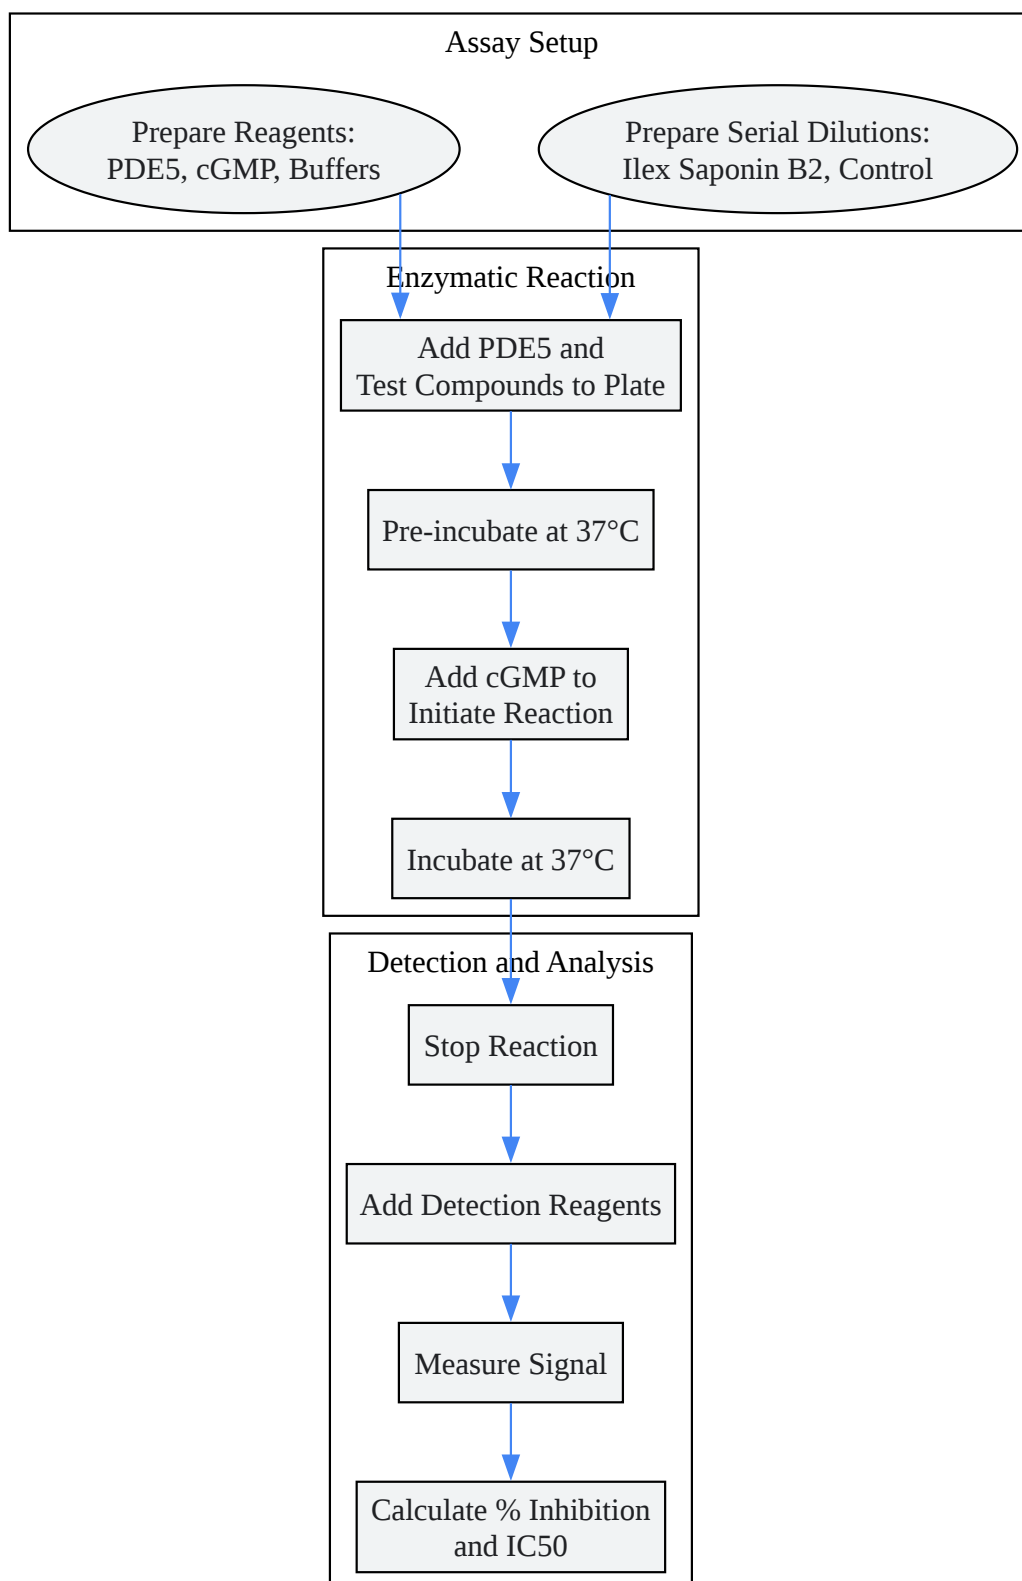 Assay Setup
Prepare Reagents:
PDE5, cGMP, Buffers
Prepare Serial Dilutions:
Ilex Saponin B2, Control
Enzymatic Reaction
Add PDE5 and
Test Compounds to Plate
Pre-incubate at 37°C
Add cGMP to
Initiate Reaction
Incubate at 37°C
Detection and Analysis
Stop Reaction
Add Detection Reagents
Measure Signal
Calculate % Inhibition
and IC50